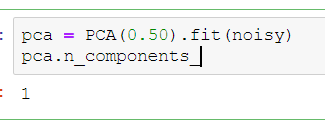 : pca = PCA(0.50).fit(noisy)
pca.n_components_
: 1